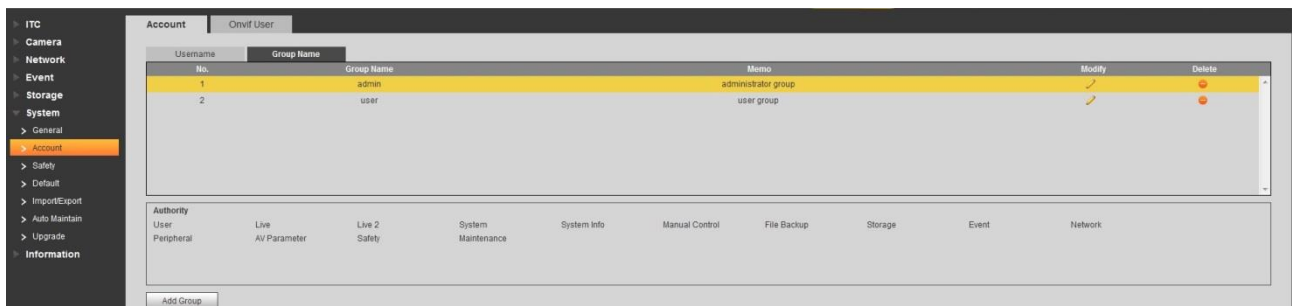 ITC
Camera
Network
Event
Storage
System
General
Account
Safety
Default
Import/Export
Auto Maintain
Upgrade
Information
Account Onvif User
Username Group Name
No. Group Name Memo Modify Delete
1 admin administrator group
2 user user group
Authority
User Live Live 2 System System Info Manual Control File Backup Storage Event Network
Peripheral AV Parameter Safety Maintenance
Add Group